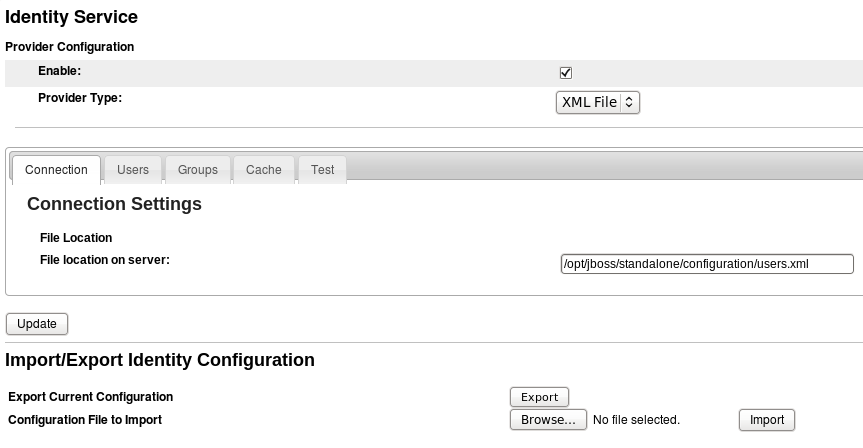 Identity Service
Provider Configuration
Enable:
Provider Type: XML File
Connection Users Groups Cache Test
Connection Settings
File Location
File location on server: /opt/jboss/standalone/configuration/users.xml
Update
Import/Export Identity Configuration
Export Current Configuration Export
Configuration File to Import Browse... No file selected. Import